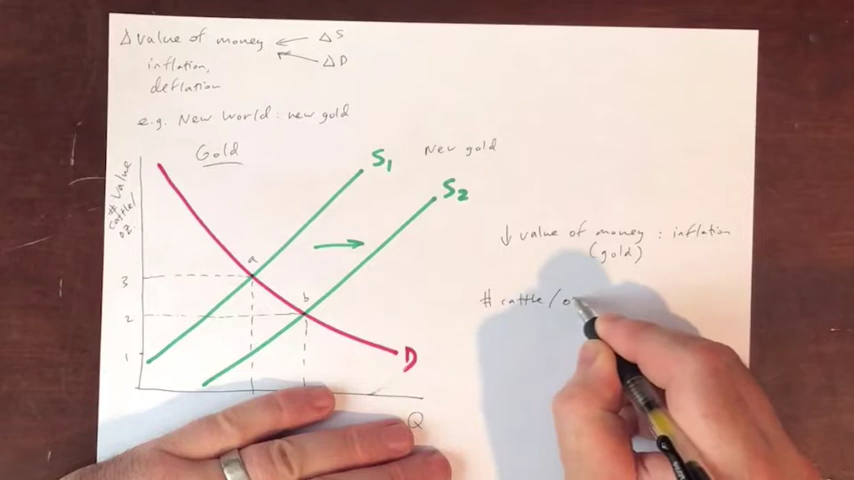 Δ value of money ← ΔS
inflation, ← ΔD
deflation
e.g. New World: new gold
Gold
New gold
S1
S2
# Value
cattle/
oz
a
3
b
2
1
D
Q
↓ value of money : inflation
(gold)
# cattle/o